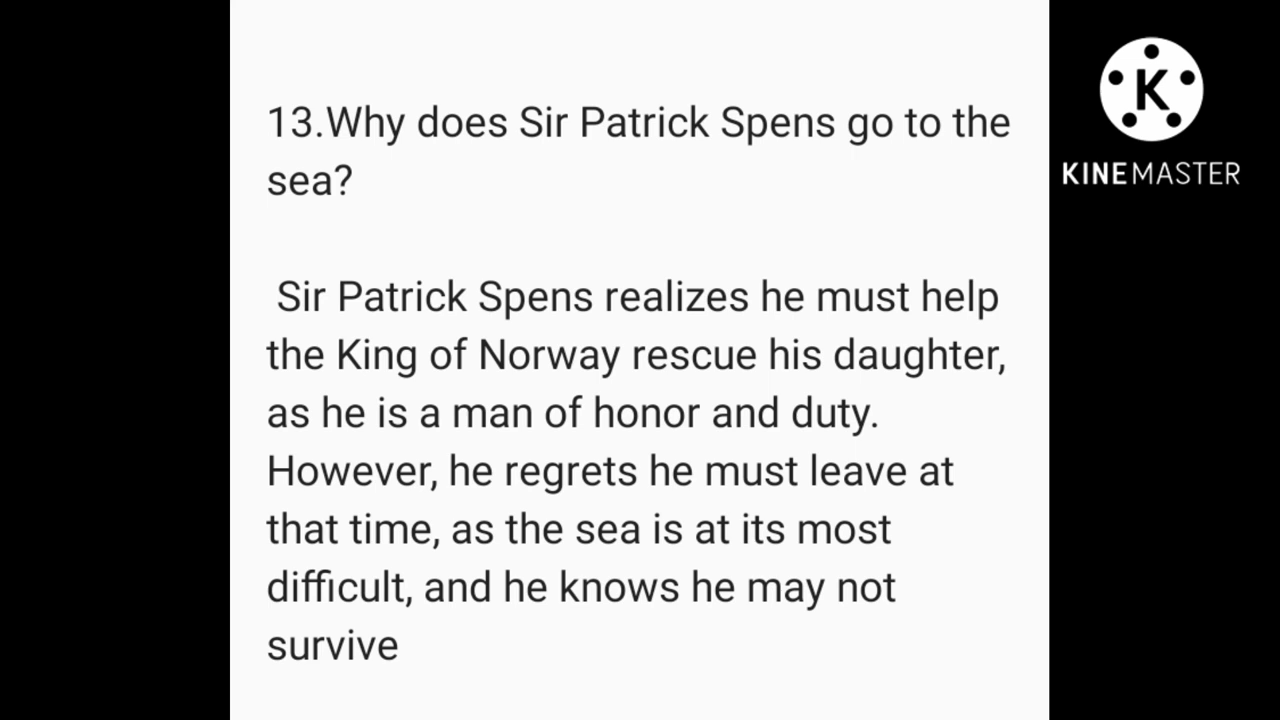 13.Why does Sir Patrick Spens go to the
sea?
Sir Patrick Spens realizes he must help
the King of Norway rescue his daughter,
as he is a man of honor and duty.
However, he regrets he must leave at
that time, as the sea is at its most
difficult, and he knows he may not
survive
K
KINEMASTER